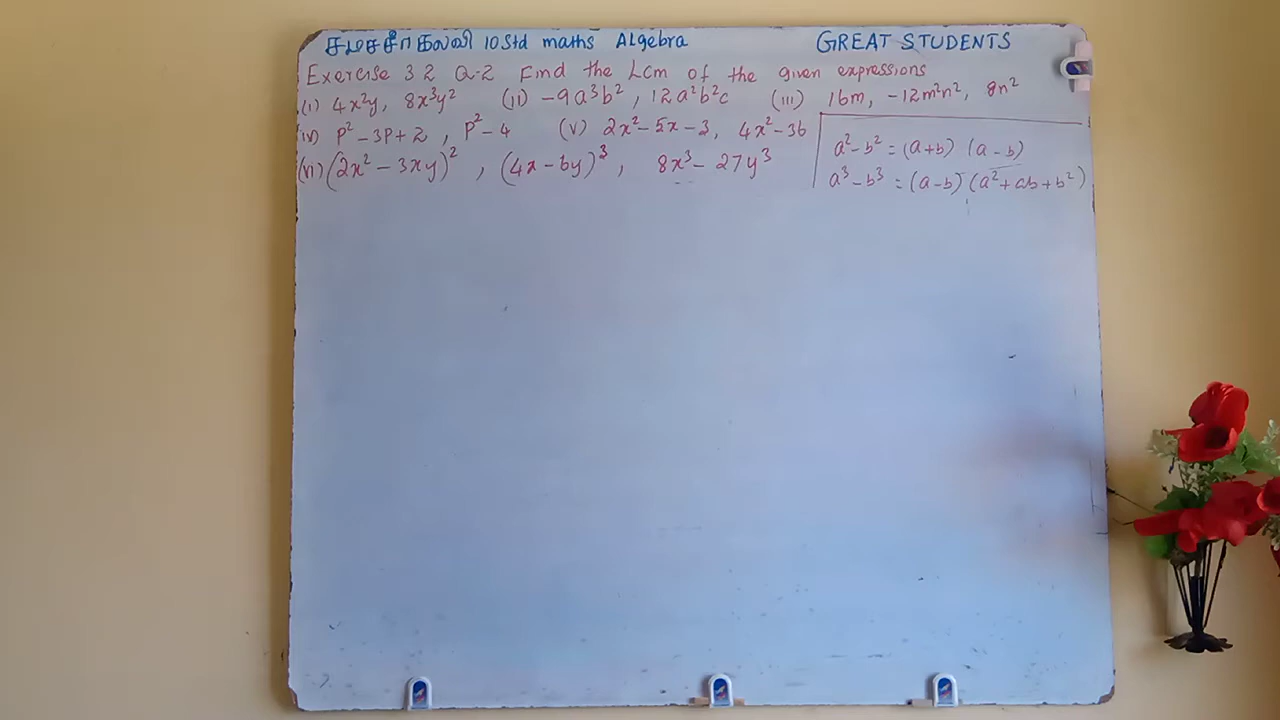 சமச்சீர் கல்வி 10 Std maths Algebra GREAT STUDENTS
Exercise 3 2 Q-2 Find the LCm of the given expressions
(i) 4x²y, 8x³y² (ii) -9a³b², 12a²b²c (iii) 16m, -12m²n², 8n²
(iv) P²-3P+2, P²-4 (v) 2x²-5x-3, 4x²-36
(vi) (2x²-3xy)², (4x-6y)³, 8x³-27y³
a²-b² = (a+b) (a-b)
a³-b³ = (a-b) (a²+ab+b²)